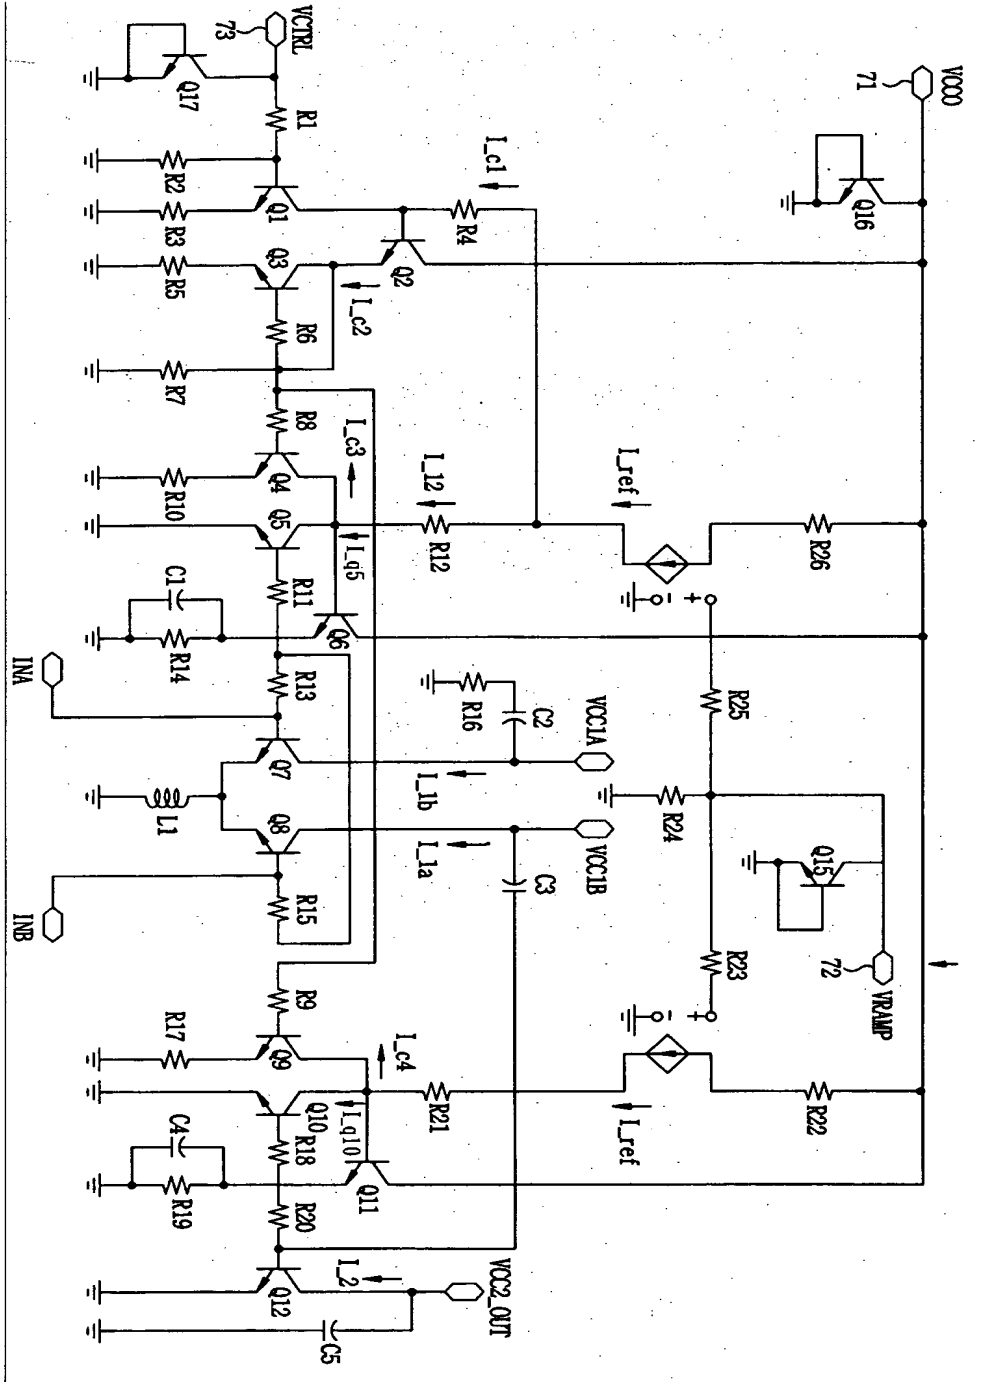 VCCO
71
Q16
VCTRL
73
Q17
R1
R2
Q1
R3
I_c1
R4
Q2
Q3
R5
I_c2
R6
R7
R8
I_c3
Q4
R10
Q5
I_12
R12
I_q5
I_ref
R26
+
-
R11
C1
R14
Q6
R13
INA
R25
R16
C2
VCC1A
Q7
I_1b
L1
R24
Q8
I_1a
VCC1B
Q15
C3
R15
INB
R23
72
VRAMP
+
-
R9
R17
Q9
I_c4
R21
I_ref
R22
Q10
I_q10
R18
C4
R19
Q11
R20
Q12
I_2
VCC2_OUT
C5